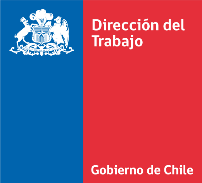 Dirección del
Trabajo
Gobierno de Chile